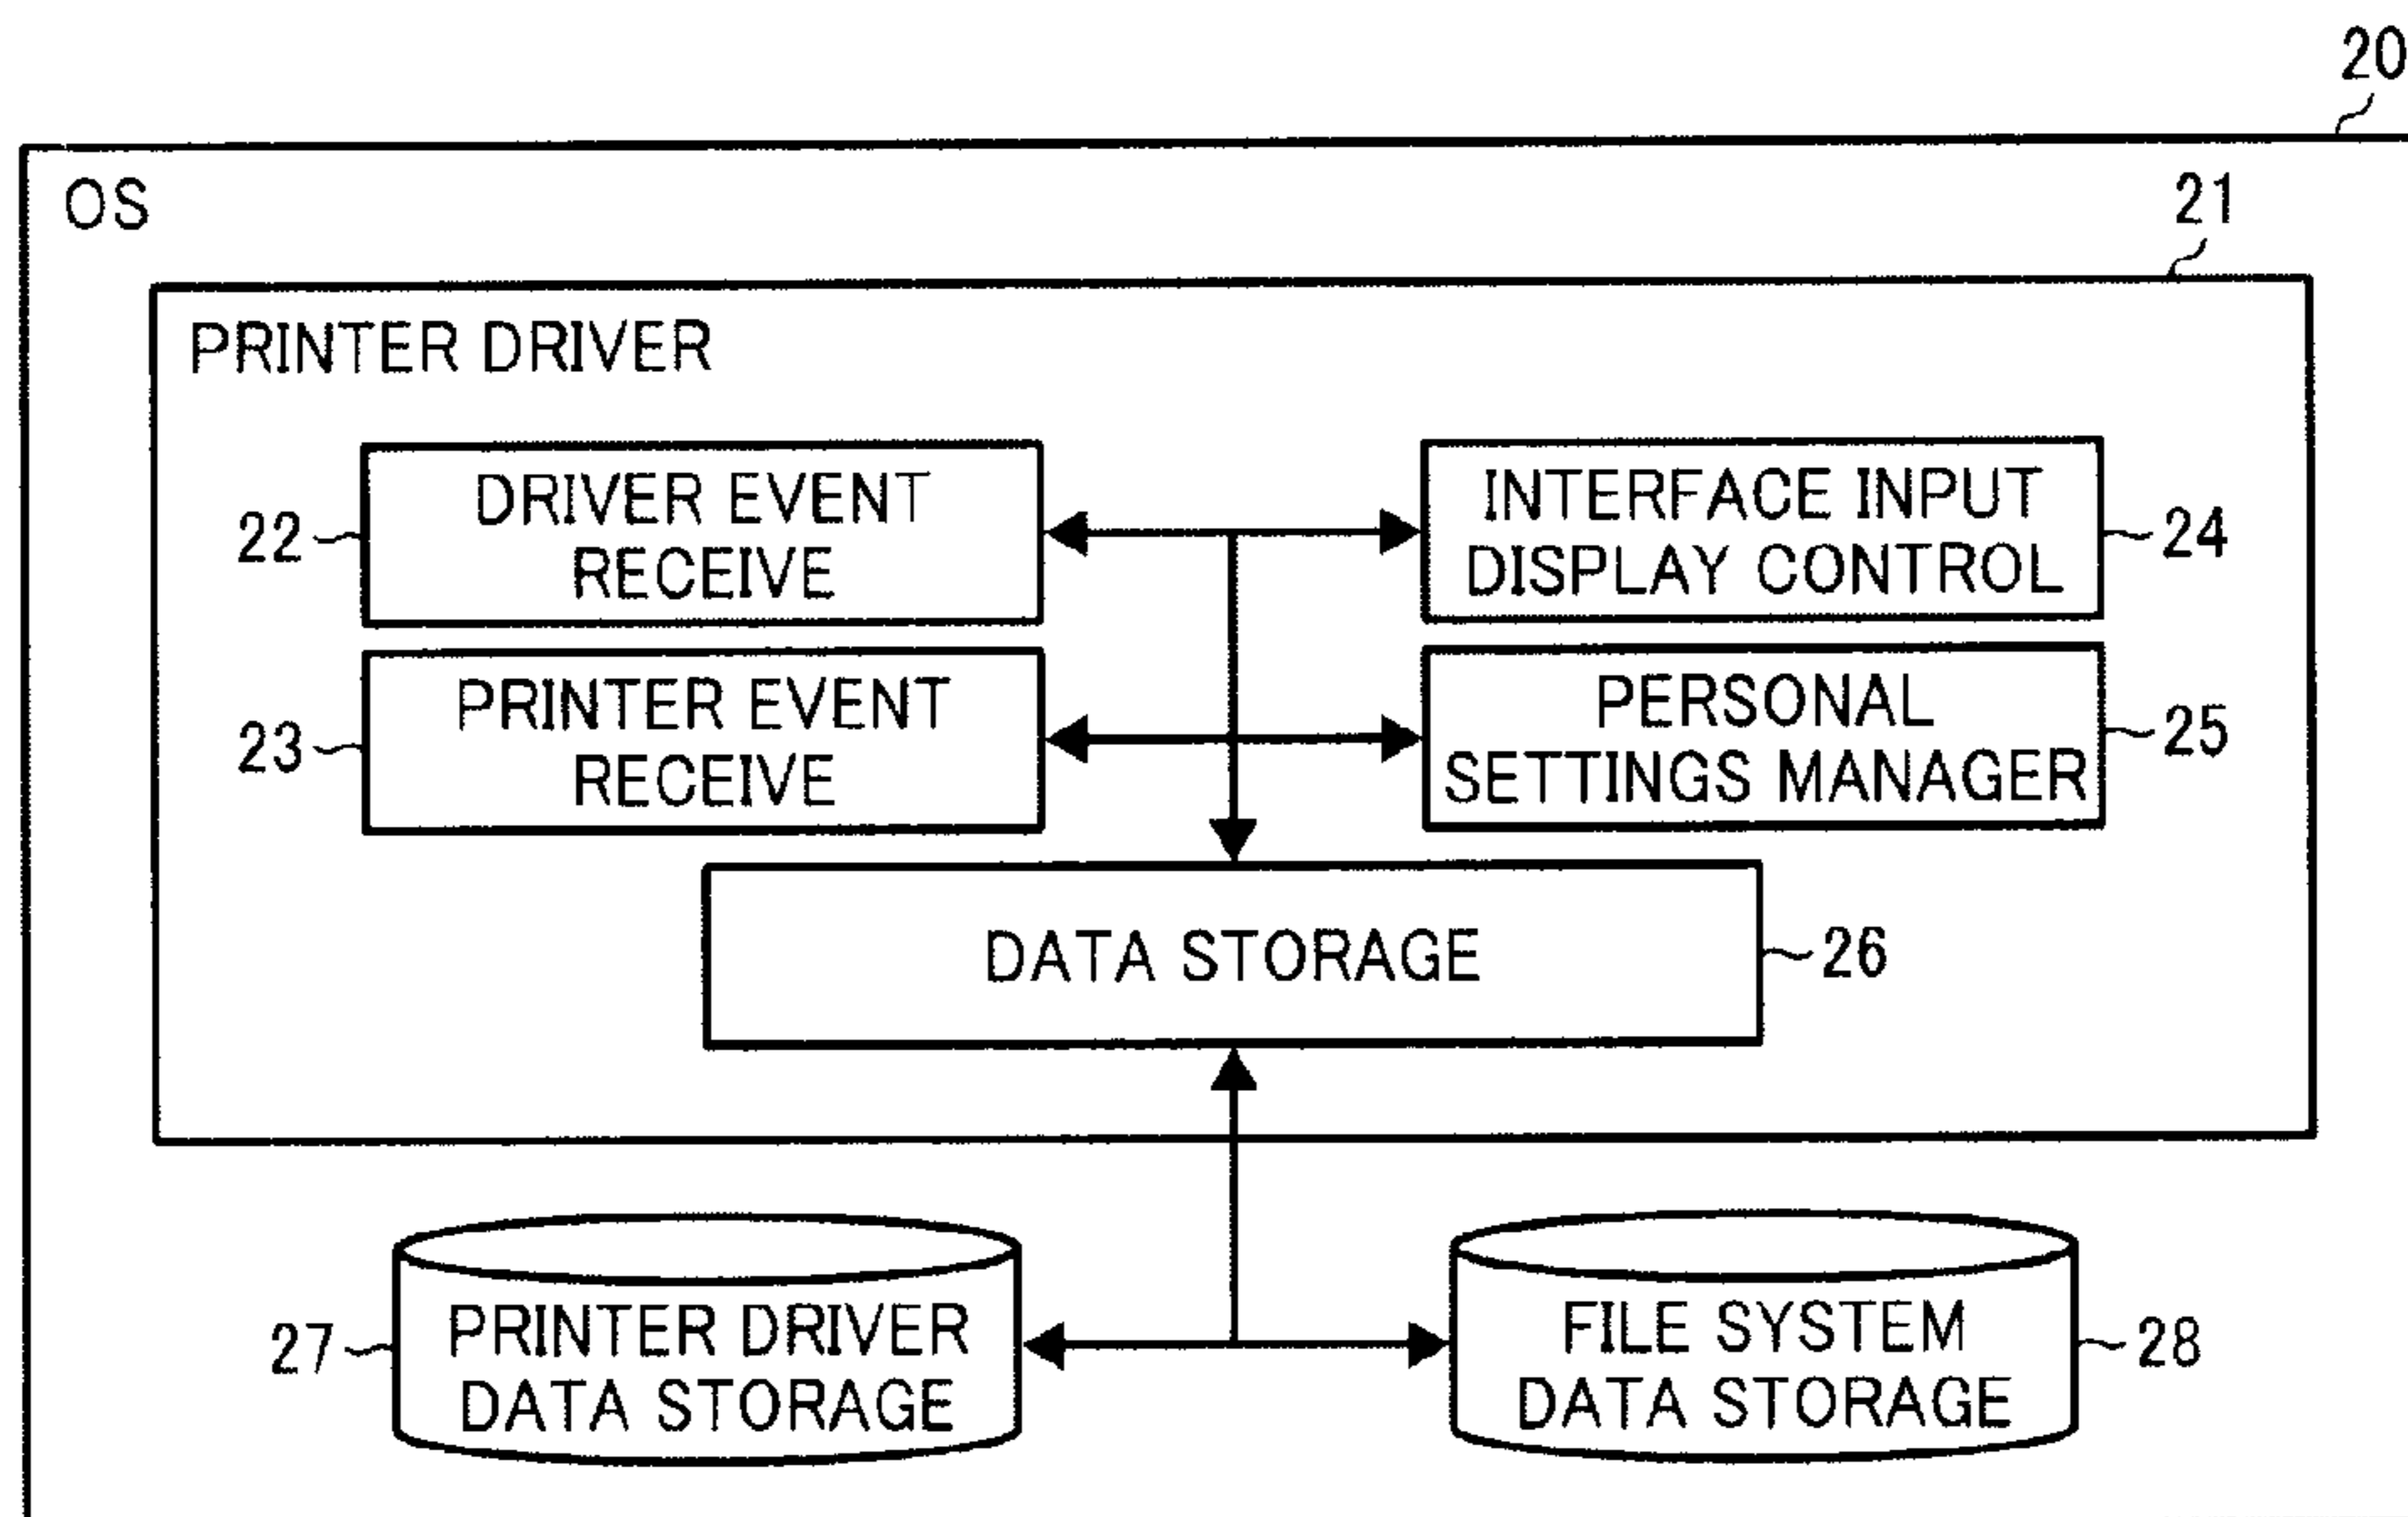 20
OS
21
PRINTER DRIVER
22
DRIVER EVENT
RECEIVE
INTERFACE INPUT
DISPLAY CONTROL
24
23
PRINTER EVENT
RECEIVE
PERSONAL
SETTINGS MANAGER
25
DATA STORAGE
26
27
PRINTER DRIVER
DATA STORAGE
FILE SYSTEM
DATA STORAGE
28